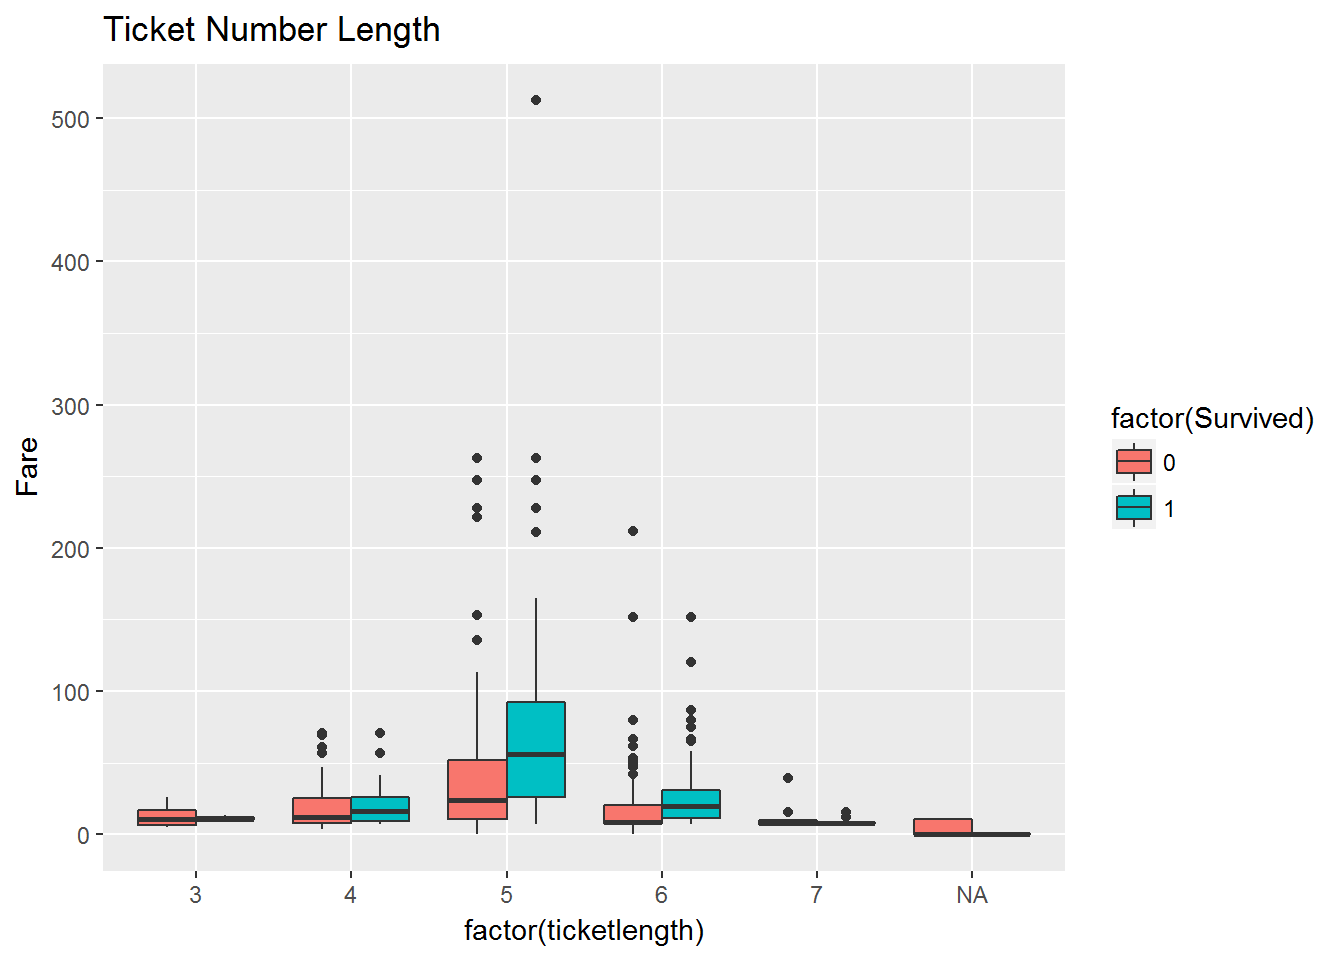 Ticket Number Length
500
400
300
200
100
0
Fare
3 4 5 6 7 NA
factor(ticketlength)
factor(Survived)
0
1